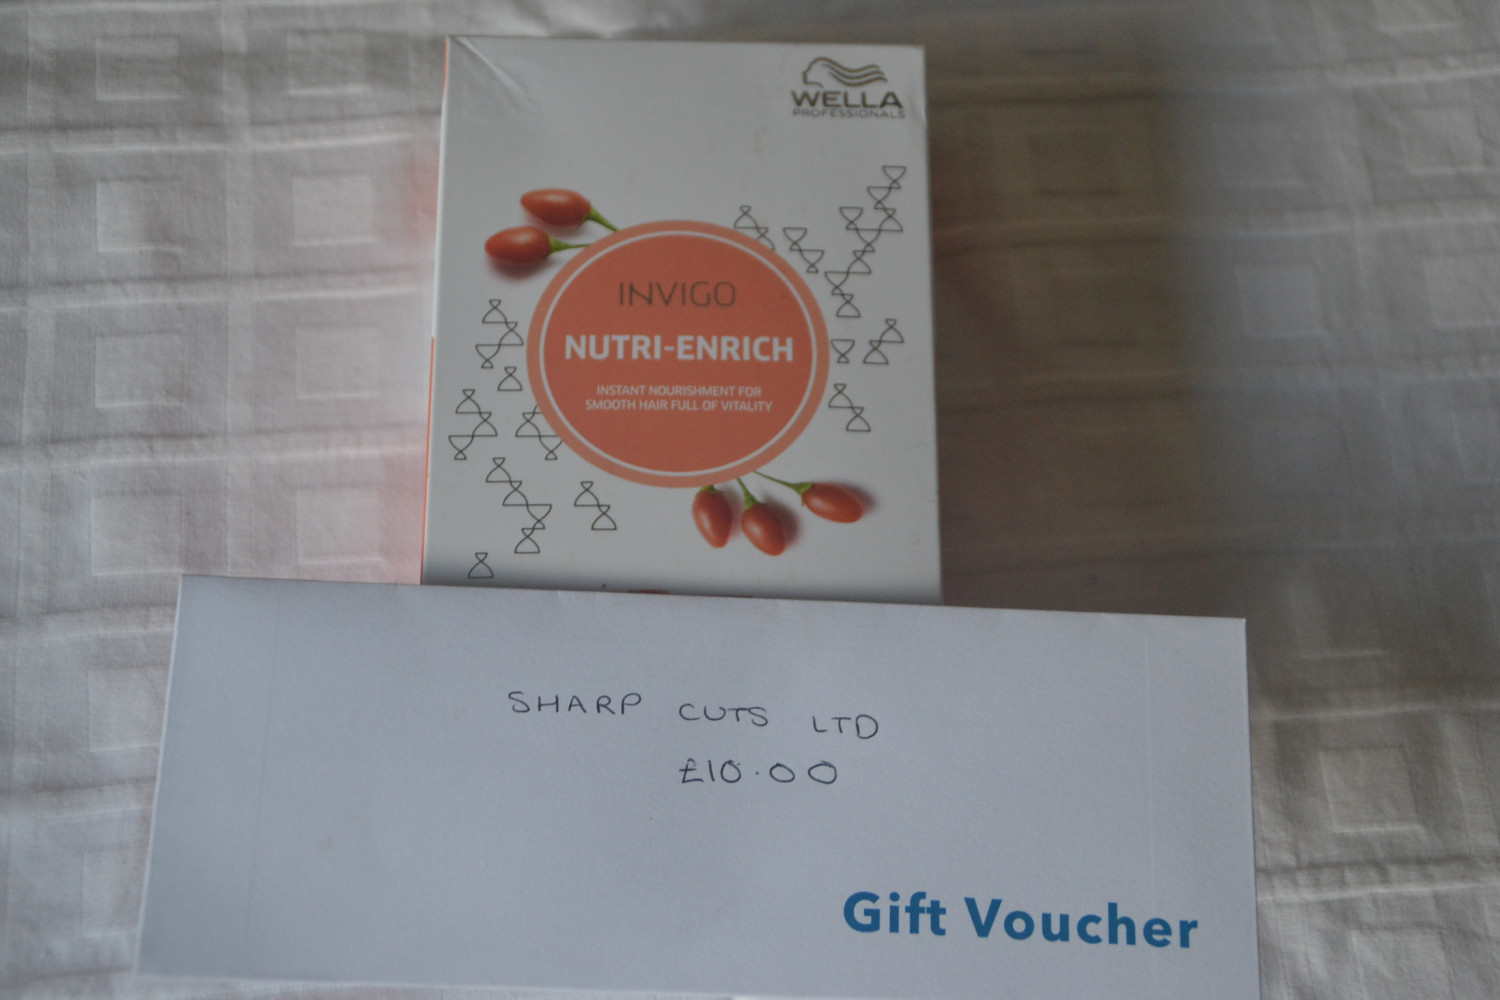 WELLA
PROFESSIONALS
INVIGO
NUTRI-ENRICH
INSTANT NOURISHMENT FOR
SMOOTH HAIR FULL OF VITALITY
SHARP CUTS LTD
£10.00
Gift Voucher